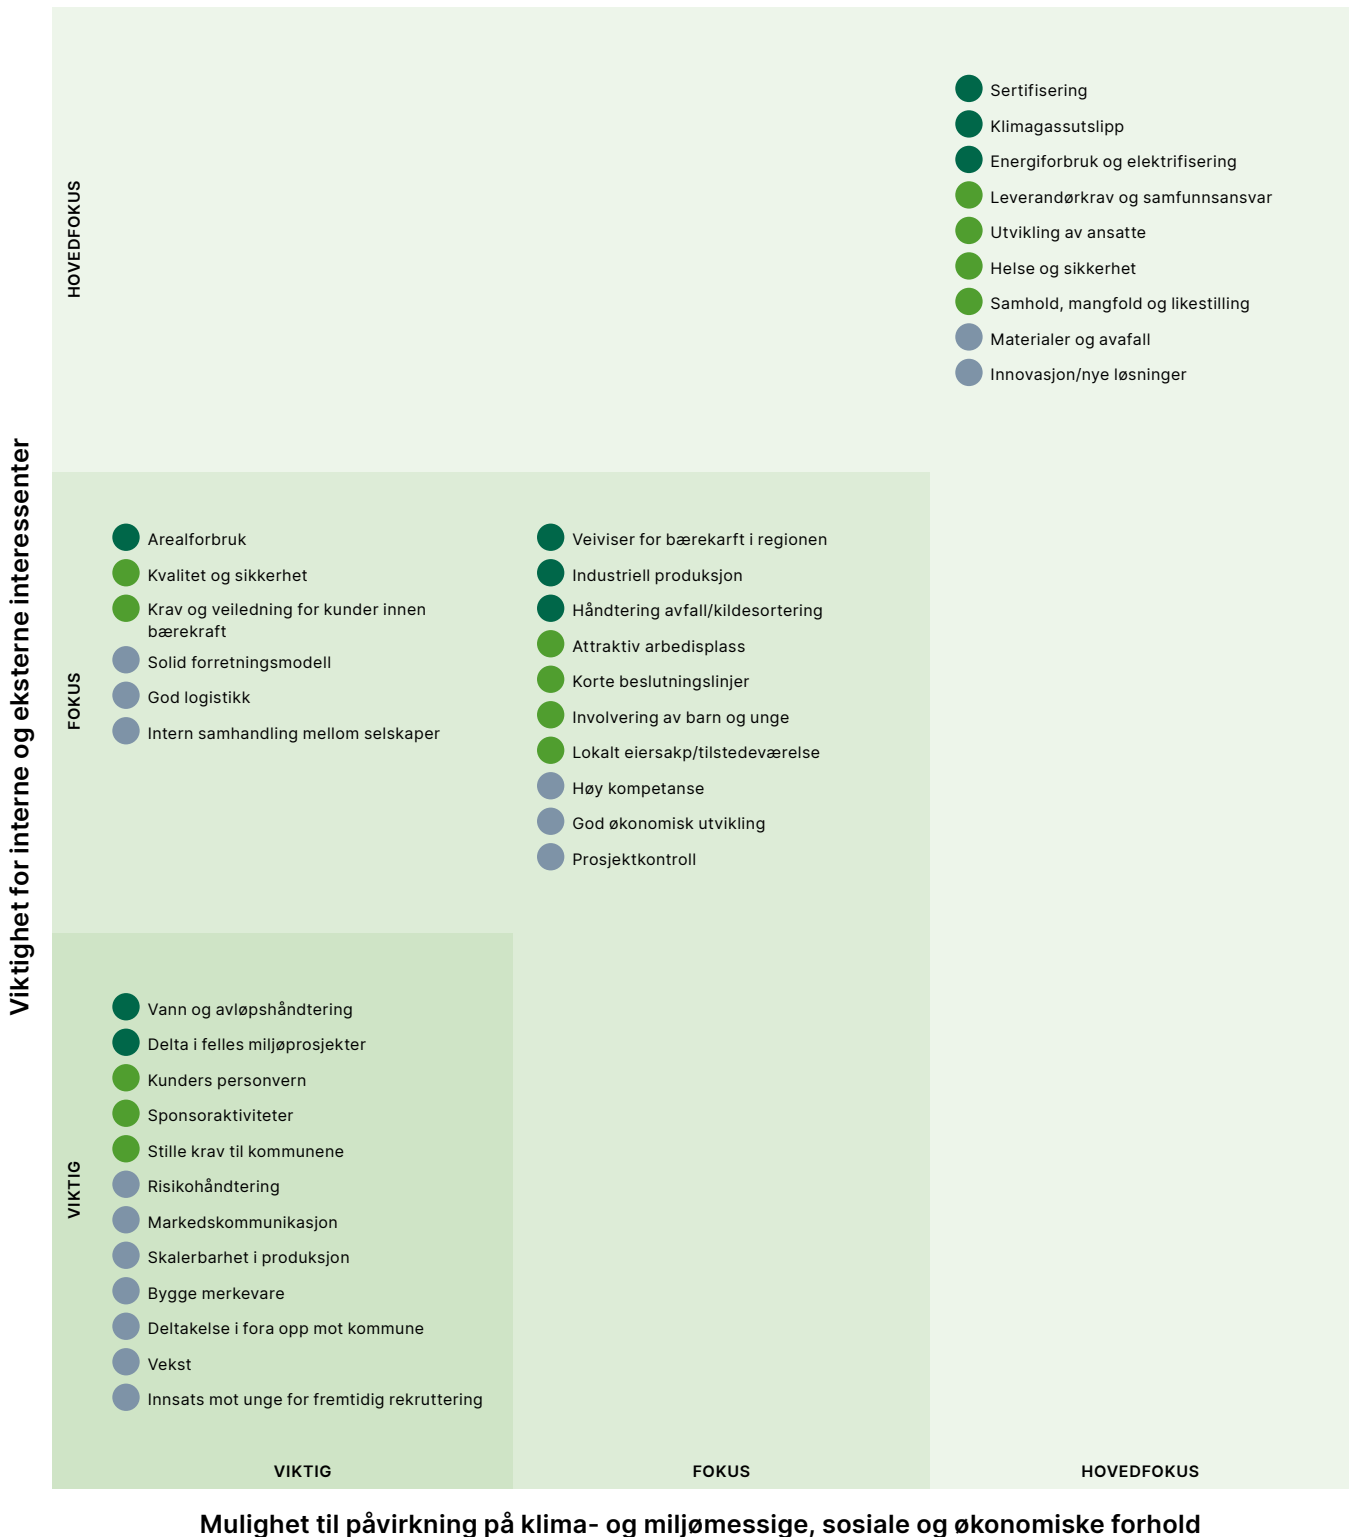 Viktighet for interne og eksterne interessenter
HOVEDFOKUS
Sertifisering
Klimagassutslipp
Energiforbruk og elektrifisering
Leverandørkrav og samfunnsansvar
Utvikling av ansatte
Helse og sikkerhet
Samhold, mangfold og likestilling
Materialer og avafall
Innovasjon/nye løsninger
FOKUS
Arealforbruk
Kvalitet og sikkerhet
Krav og veiledning for kunder innen
bærekraft
Solid forretningsmodell
God logistikk
Intern samhandling mellom selskaper
Veiviser for bærekarft i regionen
Industriell produksjon
Håndtering avfall/kildesortering
Attraktiv arbedisplass
Korte beslutningslinjer
Involvering av barn og unge
Lokalt eiersakp/tilstedeværelse
Høy kompetanse
God økonomisk utvikling
Prosjektkontroll
VIKTIG
Vann og avløpshåndtering
Delta i felles miljøprosjekter
Kunders personvern
Sponsoraktiviteter
Stille krav til kommunene
Risikohåndtering
Markedskommunikasjon
Skalerbarhet i produksjon
Bygge merkevare
Deltakelse i fora opp mot kommune
Vekst
Innsats mot unge for fremtidig rekruttering
VIKTIG
FOKUS
HOVEDFOKUS
Mulighet til påvirkning på klima- og miljømessige, sosiale og økonomiske forhold